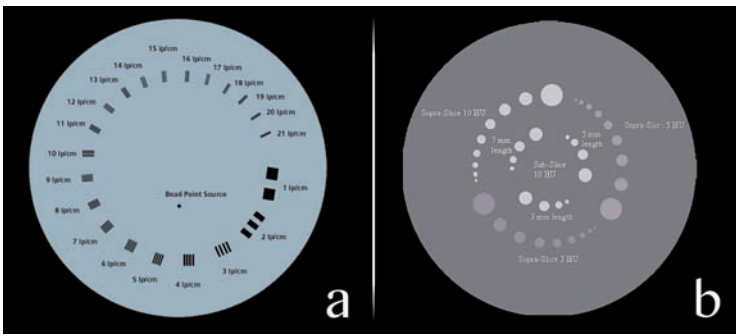 15 lp/cm
14 lp/cm
16 lp/cm
13 lp/cm
17 lp/cm
12 lp/cm
18 lp/cm
19 lp/cm
11 lp/cm
20 lp/cm
21 lp/cm
10 lp/cm
9 lp/cm
Bead Point Source
1 lp/cm
8 lp/cm
2 lp/cm
7 lp/cm
6 lp/cm
3 lp/cm
5 lp/cm
4 lp/cm
a
Supra-Slice 10 HU
7 mm
length
5 mm
length
Sub-Slice
10 HU
3 mm length
Supra-Slice 3 HU
b